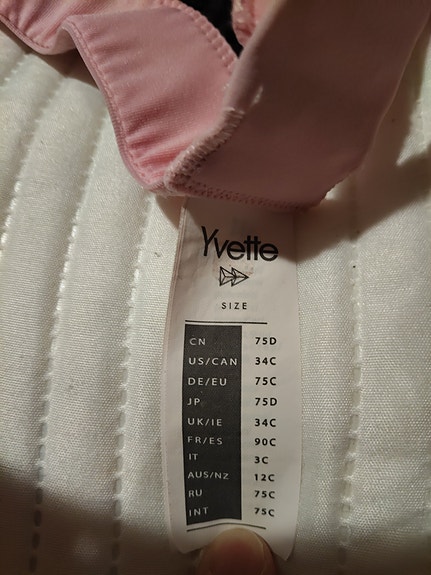 Yvette
SIZE
CN 75D
US/CAN 34C
DE/EU 75C
JP 75D
UK/IE 34C
FR/ES 90C
IT 3C
AUS/NZ 12C
RU 75C
INT 75C